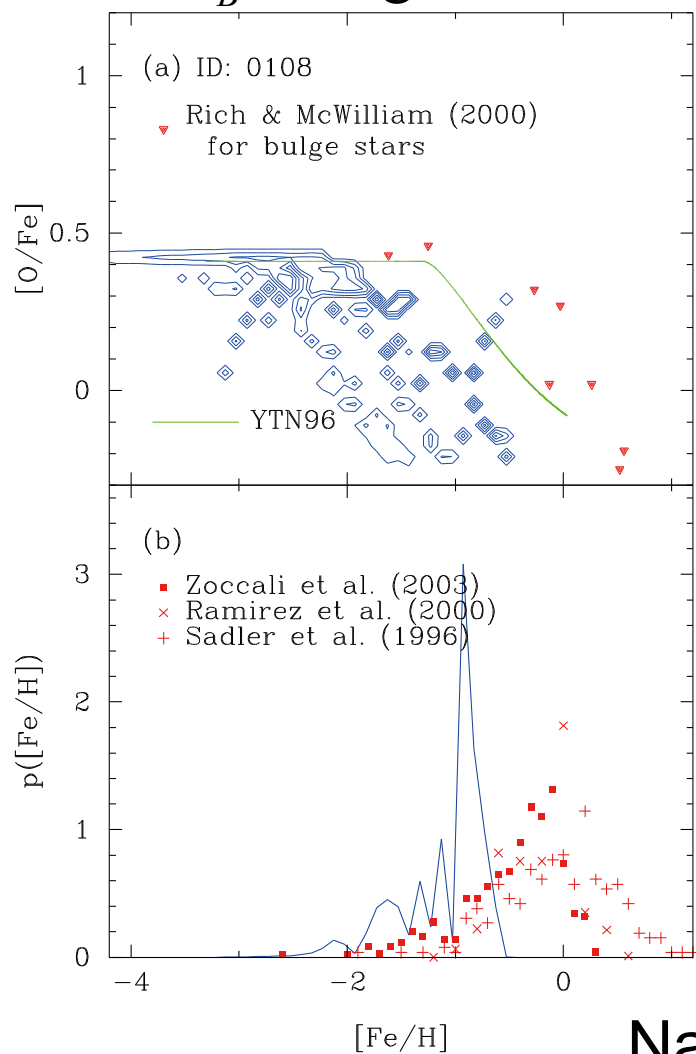 B
(a) ID: 0108
Rich & McWilliam (2000)
for bulge stars
YTN96
[O/Fe]
1
0.5
0
(b)
Zoccali et al. (2003)
Ramirez et al. (2000)
Sadler et al. (1996)
p([Fe/H])
3
2
1
0
−4
−2
0
[Fe/H]
Na